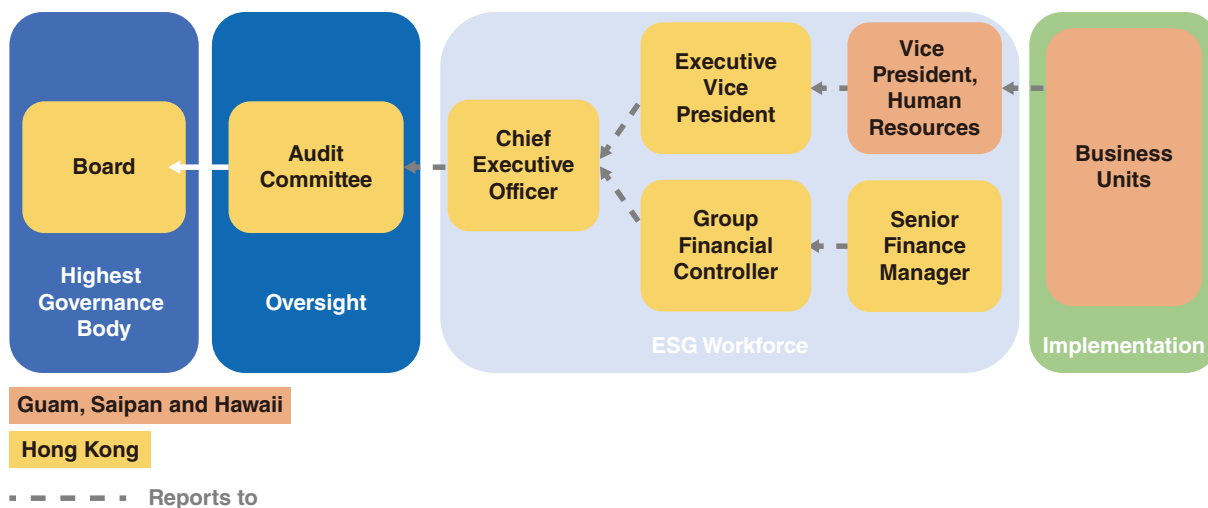 Board
Highest
Governance
Body
Audit
Committee
Oversight
Chief
Executive
Officer
Executive
Vice
President
Vice
President,
Human
Resources
Group
Financial
Controller
Senior
Finance
Manager
ESG Workforce
Business
Units
Implementation
Guam, Saipan and Hawaii
Hong Kong
Reports to